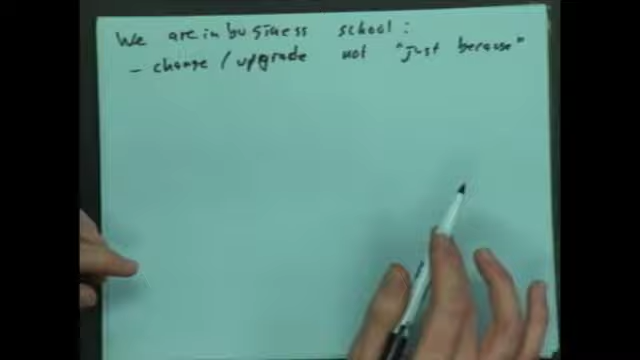 We are in business school :
- change / upgrade not "just because"